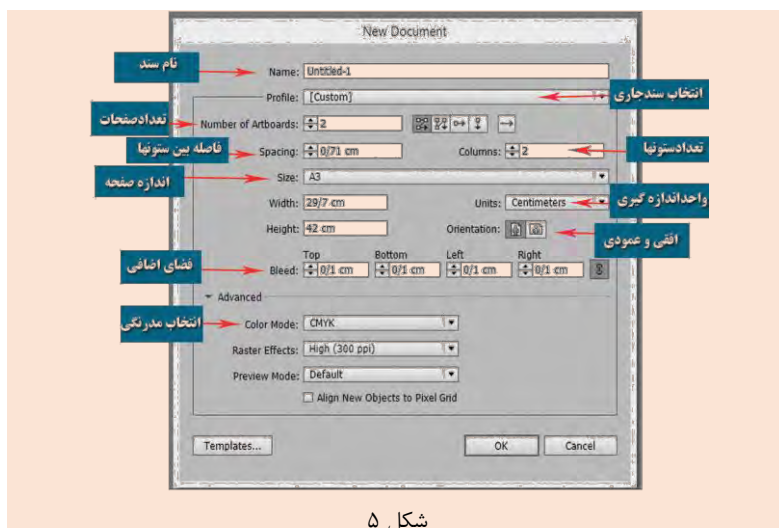 New Document
نام سند
Name: Untitled-1
Profile: [Custom]
انتخاب سندجاری
تعدادصفحات
Number of Artboards: 2
فاصله بین ستونها
Spacing: 0/71 cm
Columns: 2
تعدادستونها
اندازه صفحه
Size: A3
Width: 29/7 cm
Units: Centimeters
واحداندازه گیری
Height: 42 cm
Orientation:
افقی و عمودی
فضای اضافی
Top Bottom Left Right
Bleed: 0/1 cm 0/1 cm 0/1 cm 0/1 cm
Advanced
انتخاب مدرنگی
Color Mode: CMYK
Raster Effects: High (300 ppi)
Preview Mode: Default
Align New Objects to Pixel Grid
Templates... OK Cancel
شکل ۵